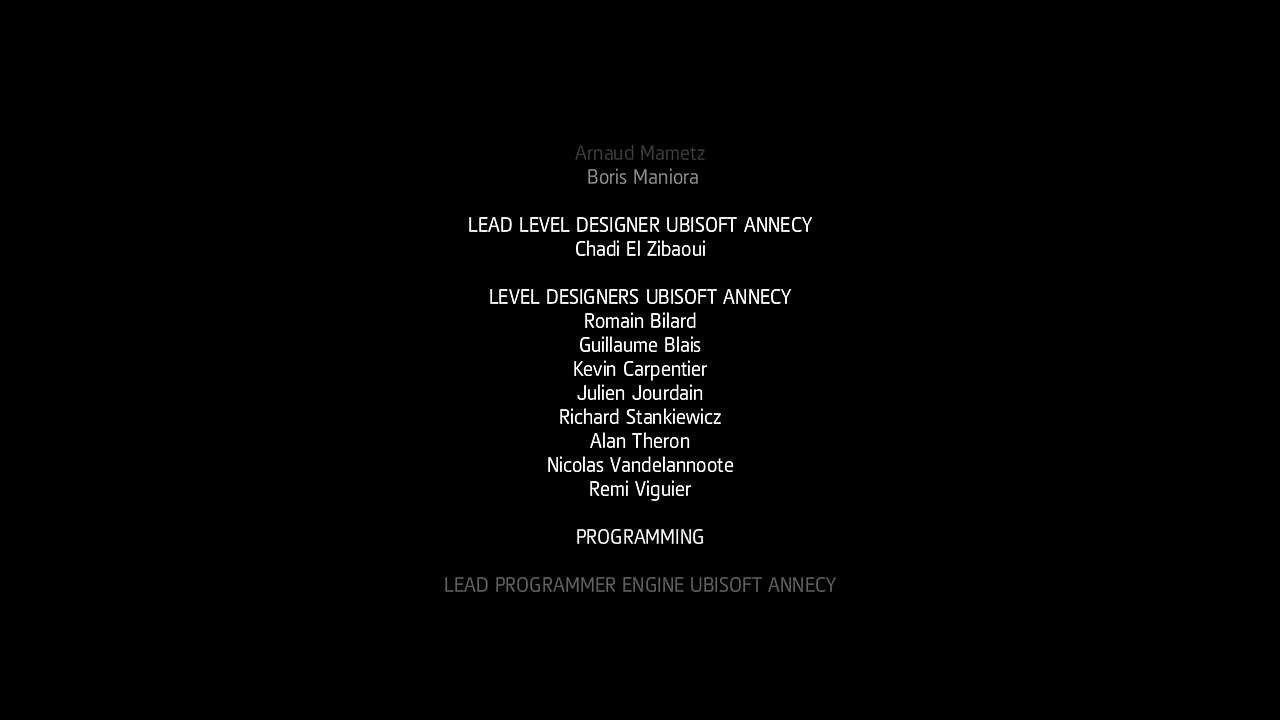 Arnaud Mametz
Boris Maniora
LEAD LEVEL DESIGNER UBISOFT ANNECY
Chadi El Zibaoui
LEVEL DESIGNERS UBISOFT ANNECY
Romain Bilard
Guillaume Blais
Kevin Carpentier
Julien Jourdain
Richard Stankiewicz
Alan Theron
Nicolas Vandelannoote
Remi Viguier
PROGRAMMING
LEAD PROGRAMMER ENGINE UBISOFT ANNECY